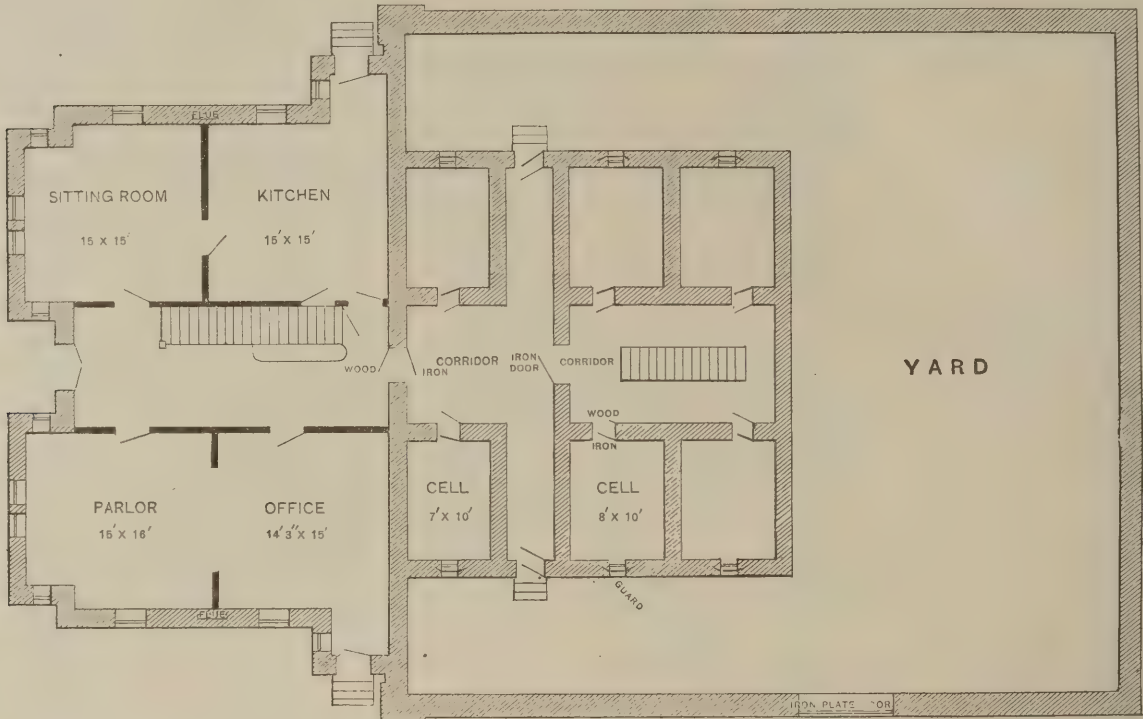 FLUE
SITTING ROOM
15 X 15'
KITCHEN
15' X 15'
WOOD
IRON
CORRIDOR
IRON
DOOR
CORRIDOR
YARD
WOOD
IRON
PARLOR
15' X 16'
OFFICE
14' 3" X 15'
CELL
7' X 10'
CELL
8' X 10'
GUARD
FLUE
IRON PLATE